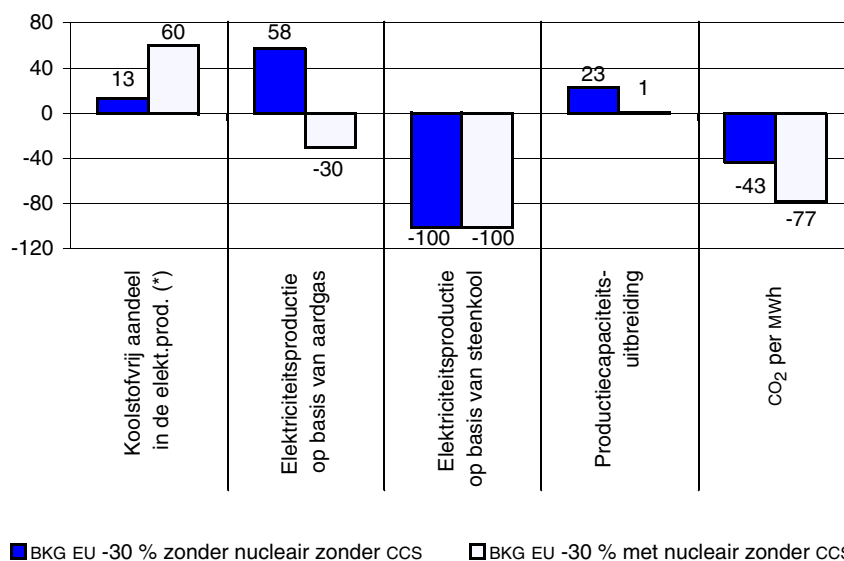 80
40
0
-40
-80
-120
13
60
58
-30
-100
-100
23
1
-43
-77
Koolstofvrij aandeel
in de elekt.prod. (*)
Elektriciteitsproductie
op basis van aardgas
Elektriciteitsproductie
op basis van steenkool
Productiecapaciteits-
uitbreiding
CO2 per MWh
BKG EU -30 % zonder nucleair zonder CCS
BKG EU -30 % met nucleair zonder CCS